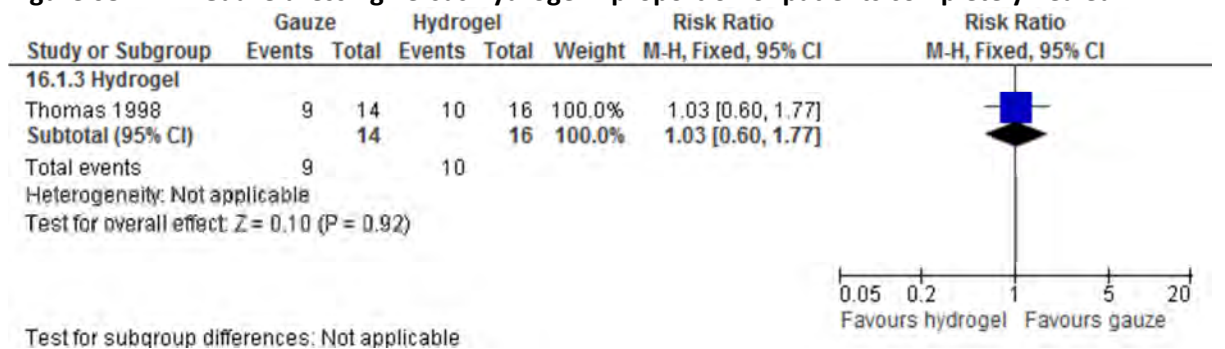 Gauze Hydrogel Risk Ratio Risk Ratio
Study or Subgroup Events Total Events Total Weight M-H, Fixed, 95% CI M-H, Fixed, 95% CI
16.1.3 Hydrogel
Thomas 1998 9 14 10 16 100.0% 1.03 [0.60, 1.77]
Subtotal (95% CI) 14 16 100.0% 1.03 [0.60, 1.77]
Total events 9 10
Heterogeneity: Not applicable
Test for overall effect: Z = 0.10 (P = 0.92)
0.05 0.2 1 5 20
Favours hydrogel Favours gauze
Test for subgroup differences: Not applicable